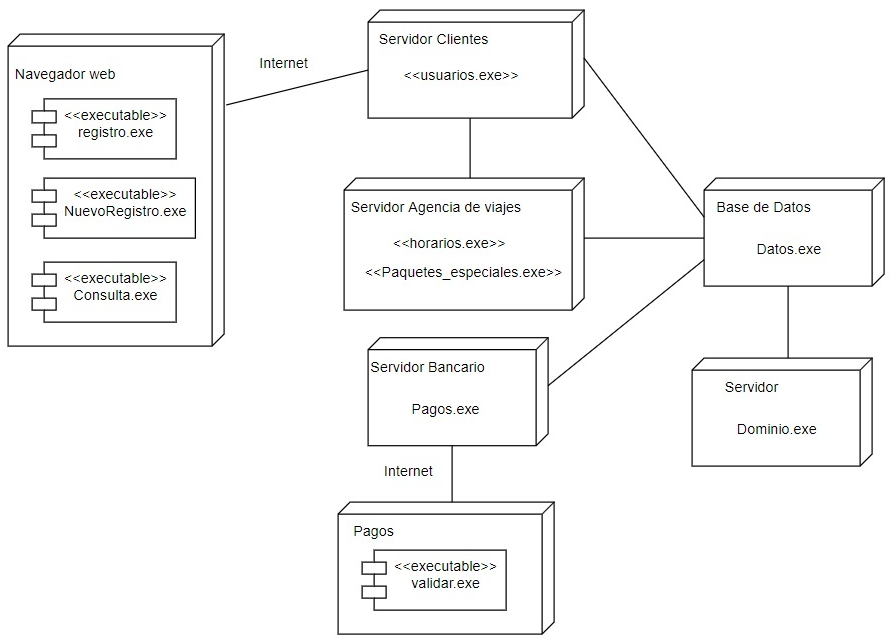 Navegador web
<<executable>>
registro.exe
<<executable>>
NuevoRegistro.exe
<<executable>>
Consulta.exe
Internet
Servidor Clientes
<<usuarios.exe>>
Servidor Agencia de viajes
<<horarios.exe>>
<<Paquetes_especiales.exe>>
Base de Datos
Datos.exe
Servidor Bancario
Pagos.exe
Servidor
Dominio.exe
Internet
Pagos
<<executable>>
validar.exe